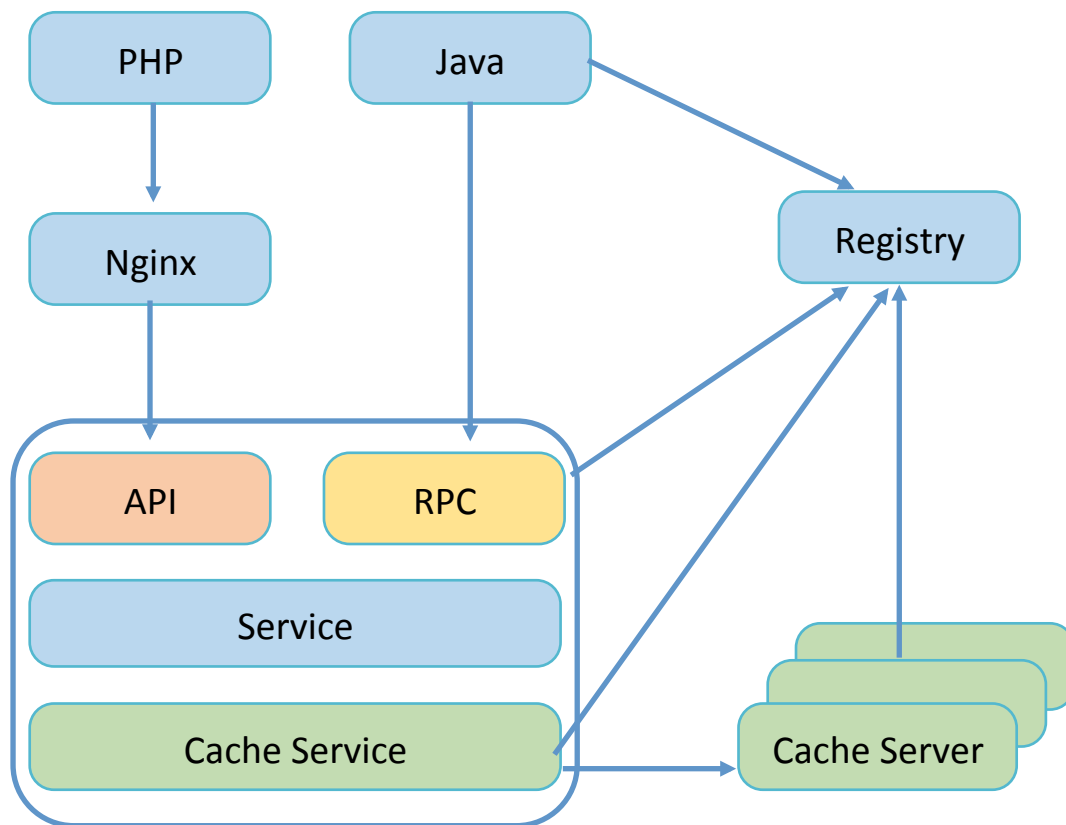 PHP
Java
Nginx
Registry
API
RPC
Service
Cache Service
Cache Server